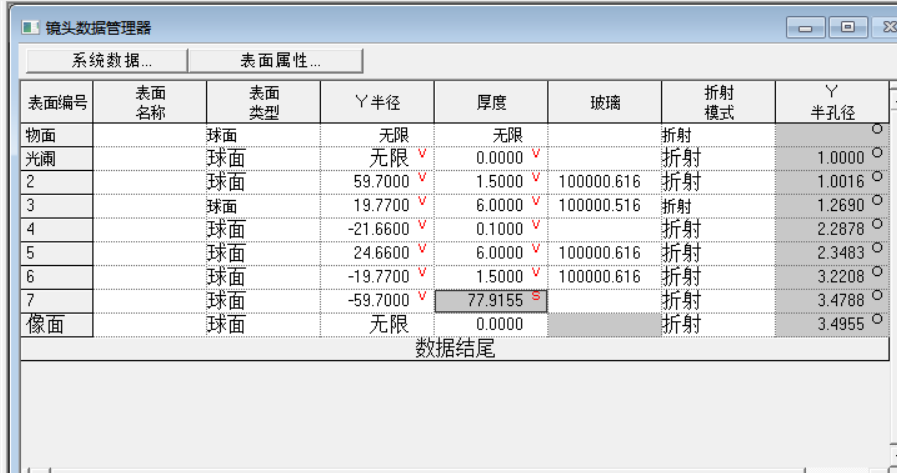 镜头数据管理器
系统数据... 表面属性...
表面编号 表面名称 表面类型 Y 半径 厚度 玻璃 折射模式 Y 半孔径
物面 球面 无限 无限 折射 O
光阑 球面 无限 V 0.0000 V 折射 1.0000 O
2 球面 59.7000 V 1.5000 V 100000.616 折射 1.0016 O
3 球面 19.7700 V 6.0000 V 100000.516 折射 1.2690 O
4 球面 -21.6600 V 0.1000 V 折射 2.2878 O
5 球面 24.6600 V 6.0000 V 100000.616 折射 2.3483 O
6 球面 -19.7700 V 1.5000 V 100000.616 折射 3.2208 O
7 球面 -59.7000 V 77.9155 S 折射 3.4788 O
像面 球面 无限 0.0000 折射 3.4955 O
数据结尾